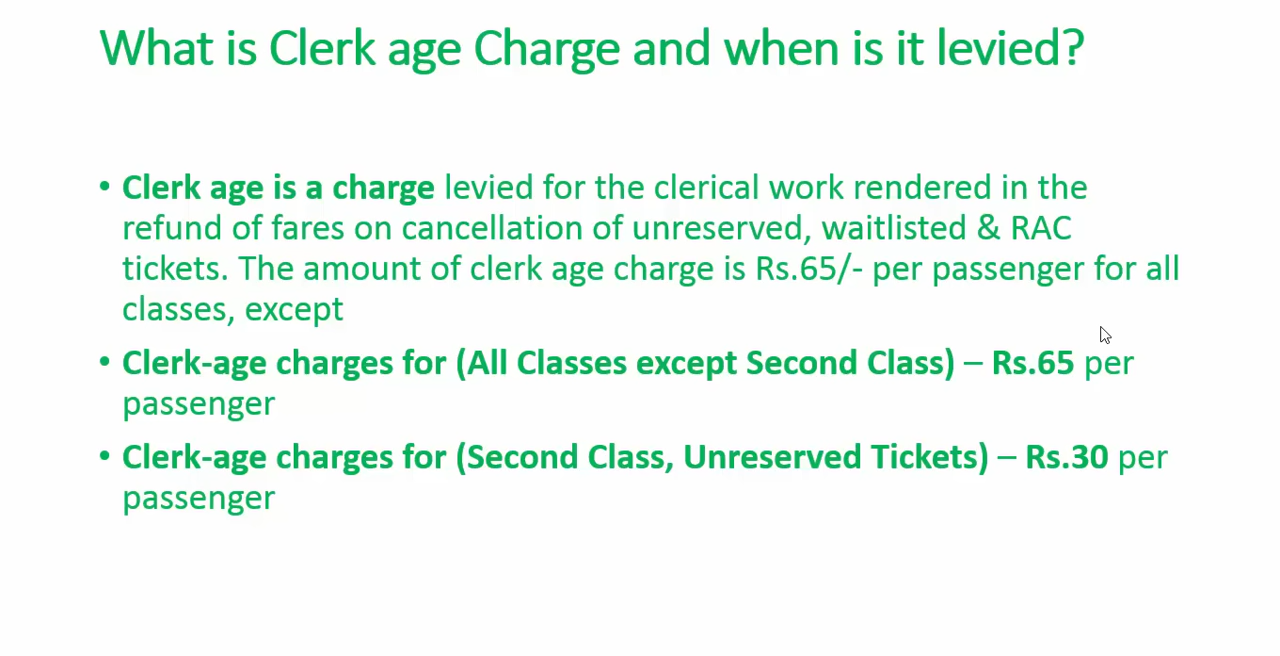 What is Clerk age Charge and when is it levied?
• Clerk age is a charge levied for the clerical work rendered in the
refund of fares on cancellation of unreserved, waitlisted & RAC
tickets. The amount of clerk age charge is Rs.65/- per passenger for all
classes, except
• Clerk-age charges for (All Classes except Second Class) – Rs.65 per
passenger
• Clerk-age charges for (Second Class, Unreserved Tickets) – Rs.30 per
passenger